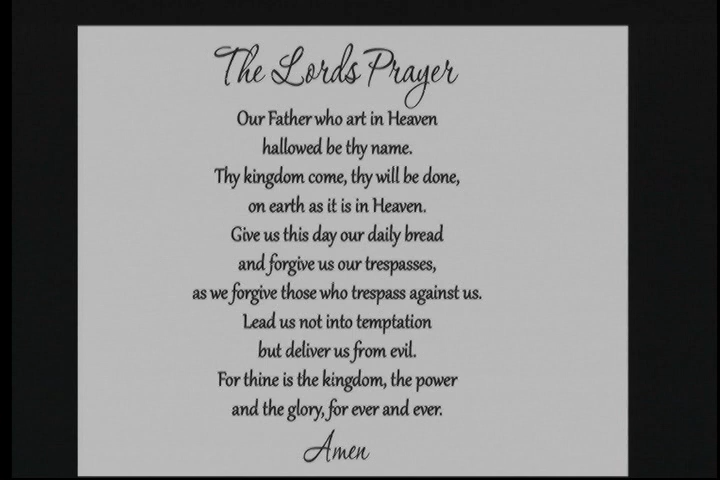 The Lords Prayer
Our Father who art in Heaven
hallowed be thy name.
Thy kingdom come, thy will be done,
on earth as it is in Heaven.
Give us this day our daily bread
and forgive us our trespasses,
as we forgive those who trespass against us.
Lead us not into temptation
but deliver us from evil.
For thine is the kingdom, the power
and the glory, for ever and ever.
Amen